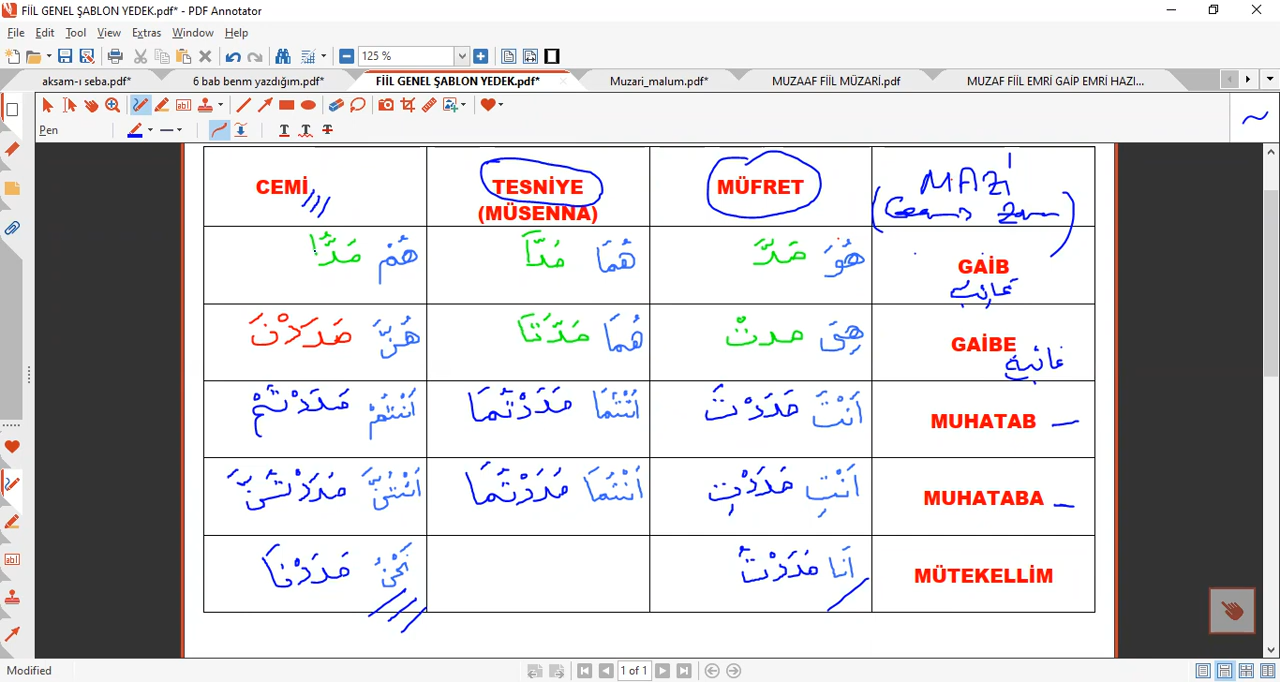 FİİL GENEL ŞABLON YEDEK.pdf* - PDF Annotator
File Edit Tool View Extras Window Help
125 %
aksam-ı seba.pdf* 6 bab benm yazdığım.pdf* FİİL GENEL ŞABLON YEDEK.pdf* Muzari_malum.pdf* MUZAAF FİİL MÜZARİ.pdf MUZAF FİİL EMRİ GAİP EMRİ HAZI...
Pen
CEMİ TESNİYE MÜFRET MAZİ
(MÜSENNA) (
هُوَ مَدَّ هُمَا مَدَّا هُمْ
GAİB
غَائِب
هِىَ هُمَا مَدَّتَا هُنَّ مَدَدْنَ
GAİBE
غائبة
اَنْتَ مَدَدْتَ اَنْتُمَا مَدَدْتُمَا اَنْتُمْ مَدَدْتُمْ
MUHATAB
اَنْتِ مَدَدْتِ اَنْتُمَا مَدَدْتُمَا اَنْتُنَّ مَدَدْتُنَّ
MUHATABA
اَنَا مَدَدْتُ نَحْنُ مَدَدْنَا
MÜTEKELLİM
Modified 1 of 1